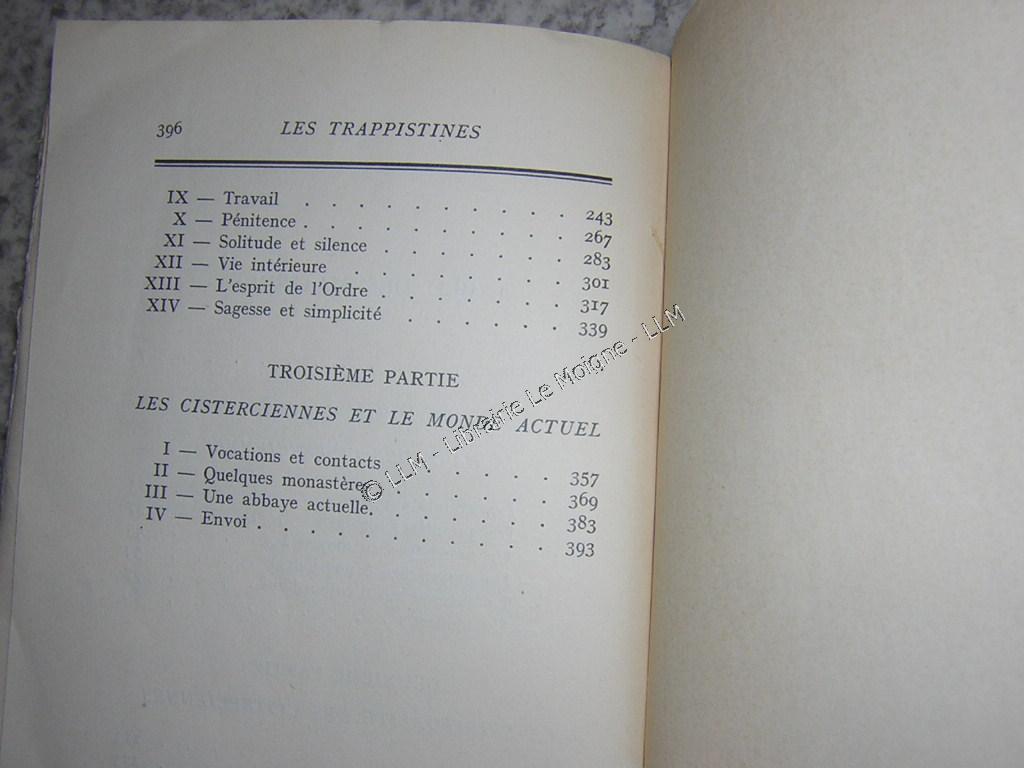 396 LES TRAPPISTINES
IX — Travail . . . . . . . . . . . 243
X — Pénitence . . . . . . . . . . . 267
XI — Solitude et silence . . . . . . . . 283
XII — Vie intérieure . . . . . . . . . 301
XIII — L'esprit de l'Ordre . . . . . . . . 317
XIV — Sagesse et simplicité . . . . . . 339
TROISIÈME PARTIE
LES CISTERCIENNES ET LE MONDE ACTUEL
I — Vocations et contacts . . . . . . 357
II — Quelques monastères . . . . . . 369
III — Une abbaye actuelle. . . . . . . 383
IV — Envoi . . . . . . . . . . . 393
© LLM - Librairie Le Moigne - LLM